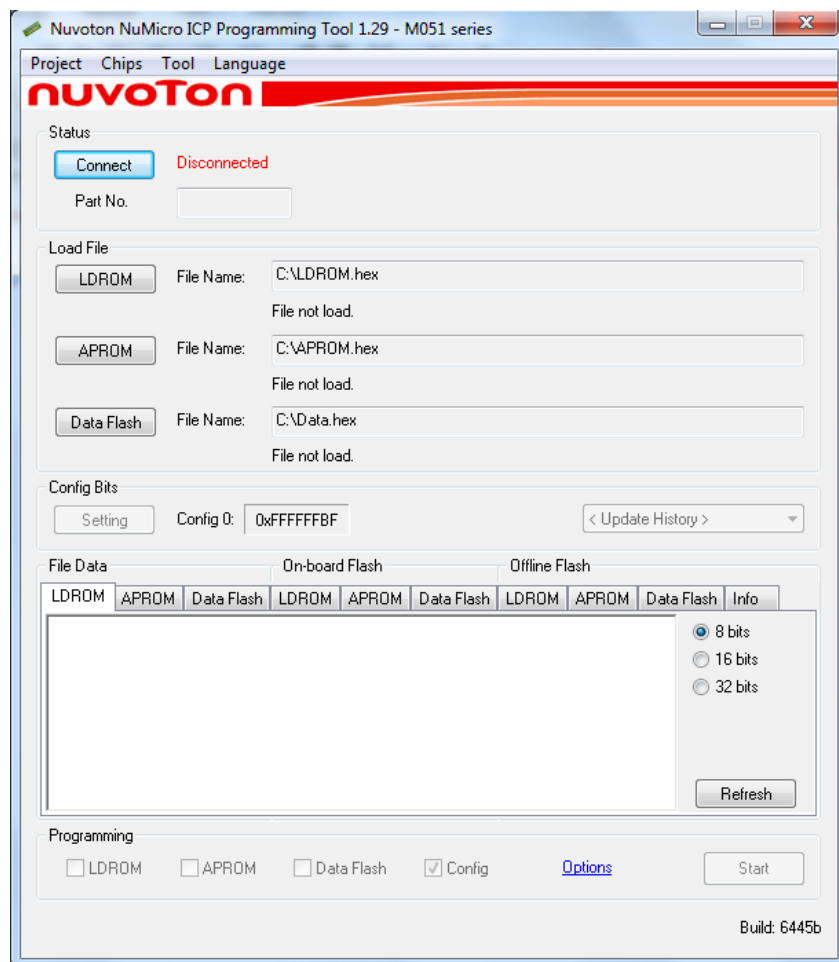 Nuvoton NuMicro ICP Programming Tool 1.29 - M051 series
Project Chips Tool Language
nuvoTon
Status
Connect Disconnected
Part No.
Load File
LDROM File Name: C:\LDROM.hex
File not load.
APROM File Name: C:\APROM.hex
File not load.
Data Flash File Name: C:\Data.hex
File not load.
Config Bits
Setting Config 0: 0xFFFFFFBF < Update History >
File Data On-board Flash Offline Flash
LDROM APROM Data Flash LDROM APROM Data Flash LDROM APROM Data Flash Info
8 bits
16 bits
32 bits
Refresh
Programming
LDROM APROM Data Flash Config Options Start
Build: 6445b